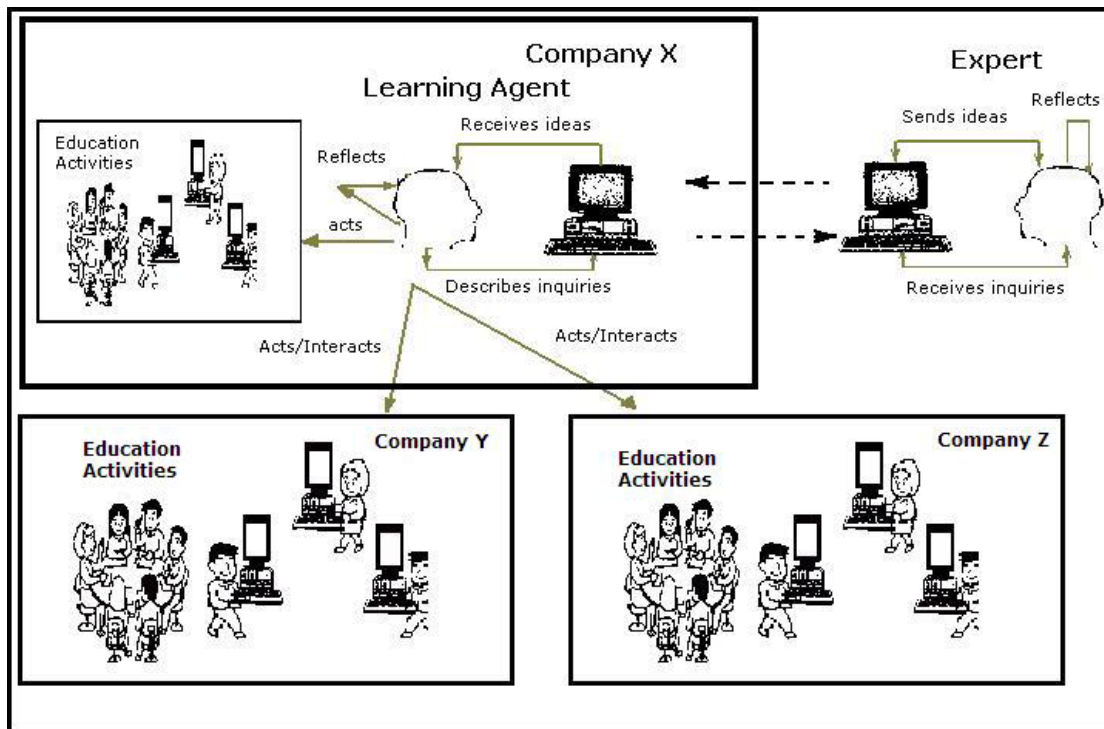 Company X
Learning Agent
Expert
Education
Activities
Receives ideas
Sends ideas
Reflects
Reflects
acts
Describes inquiries
Receives inquiries
Acts/Interacts
Acts/Interacts
Education
Activities
Company Y
Education
Activities
Company Z